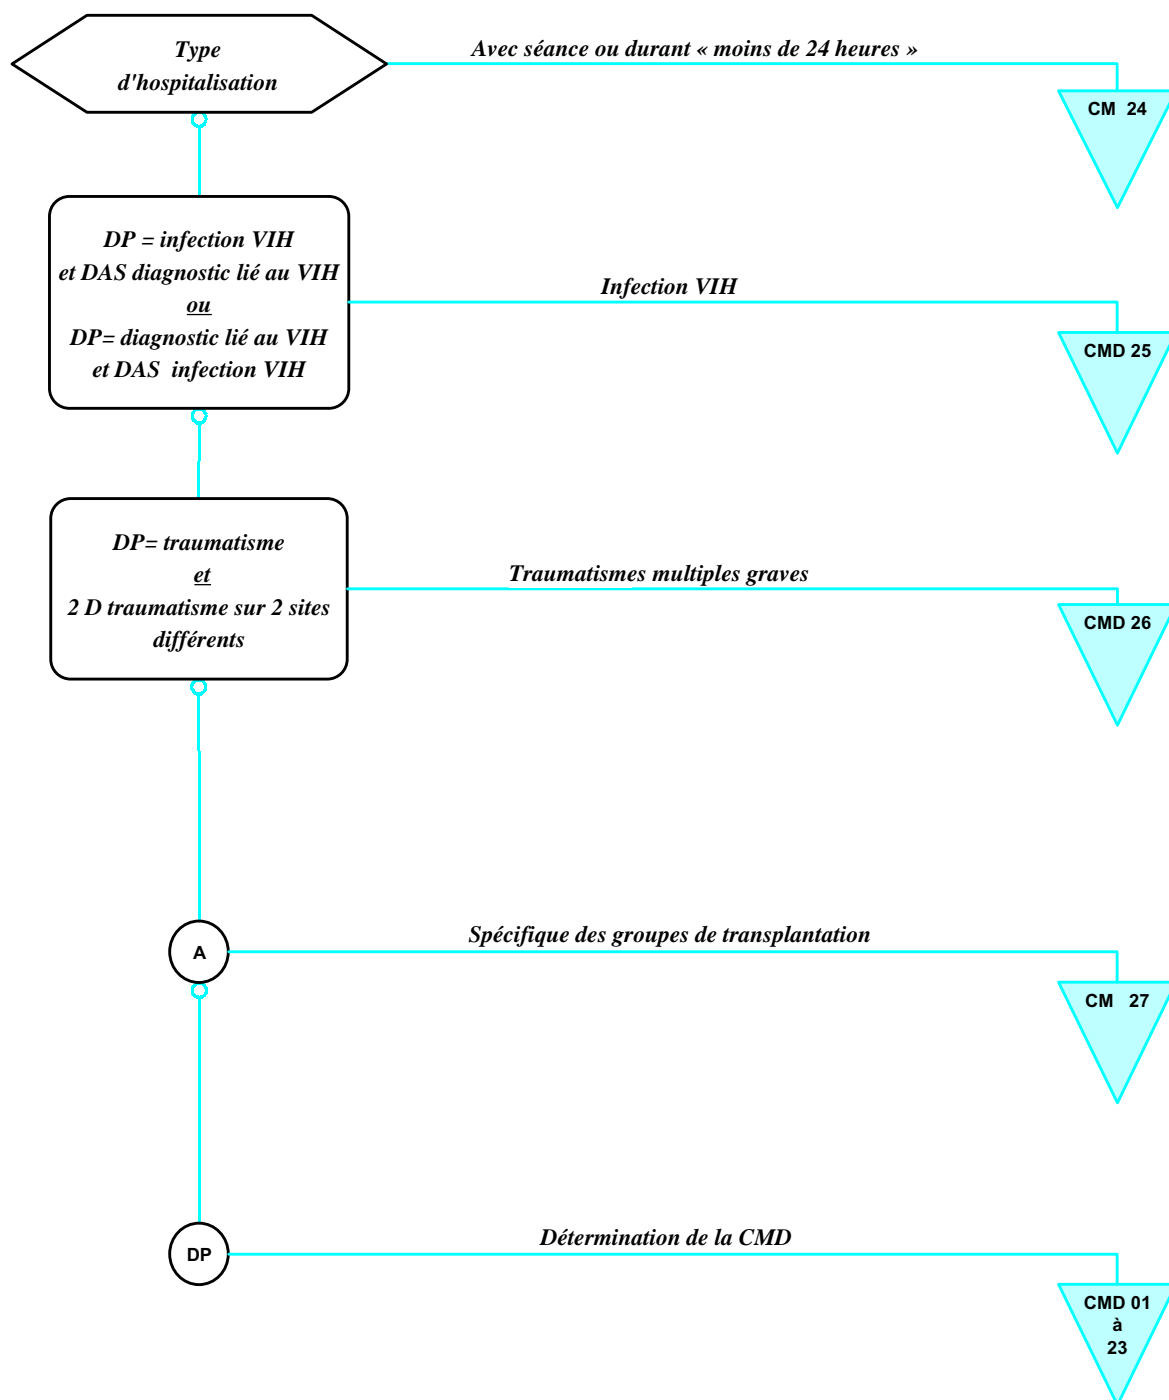 Type
d'hospitalisation
Avec séance ou durant « moins de 24 heures »
CM 24
DP = infection VIH
et DAS diagnostic lié au VIH
ou
DP= diagnostic lié au VIH
et DAS infection VIH
Infection VIH
CMD 25
DP= traumatisme
et
2 D traumatisme sur 2 sites
différents
Traumatismes multiples graves
CMD 26
A
Spécifique des groupes de transplantation
CM 27
DP
Détermination de la CMD
CMD 01
à
23